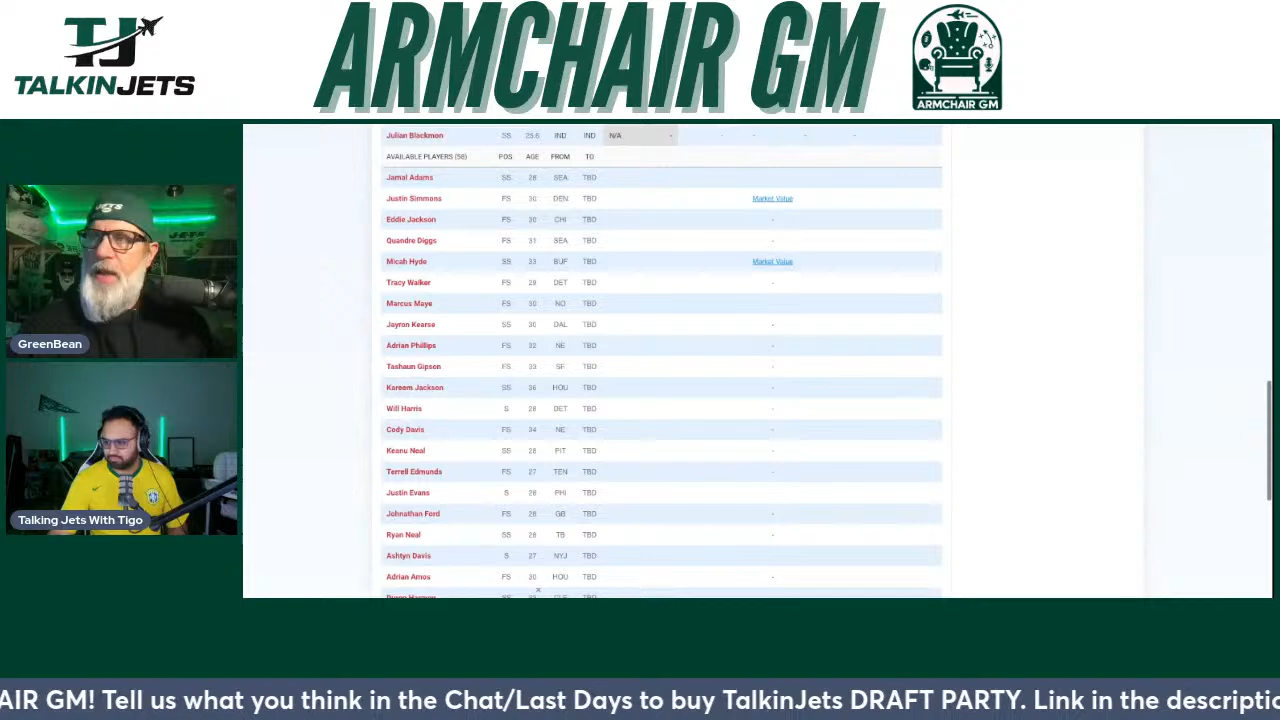 TJ
TALKINJETS
ARMCHAIR GM
ARMCHAIR GM
Julian Blackmon SS 25.6 IND IND N/A - - - - -
AVAILABLE PLAYERS (58) POS. AGE FROM TO
Jamal Adams SS 28 SEA TBD
Justin Simmons FS 30 DEN TBD Market Value
Eddie Jackson FS 30 CHI TBD -
Quandre Diggs FS 31 SEA TBD -
Micah Hyde SS 33 BUF TBD Market Value
Tracy Walker FS 29 DET TBD -
Marcus Maye FS 30 NO TBD -
Jayron Kearse SS 30 DAL TBD -
Adrian Phillips FS 32 NE TBD -
Tashaun Gipson FS 33 SF TBD -
Kareem Jackson SS 36 HOU TBD -
Will Harris S 28 DET TBD -
Cody Davis FS 34 NE TBD -
Keanu Neal SS 28 PIT TBD -
Terrell Edmunds FS 27 TEN TBD -
Justin Evans S 28 PHI TBD
Johnathan Ford FS 28 GB TBD -
Ryan Neal SS 28 TB TBD -
Ashtyn Davis S 27 NYJ TBD
Adrian Amos FS 30 HOU TBD -
JETS
GreenBean
Talking Jets With Tigo
AIR GM! Tell us what you think in the Chat/Last Days to buy TalkinJets DRAFT PARTY. Link in the descriptio